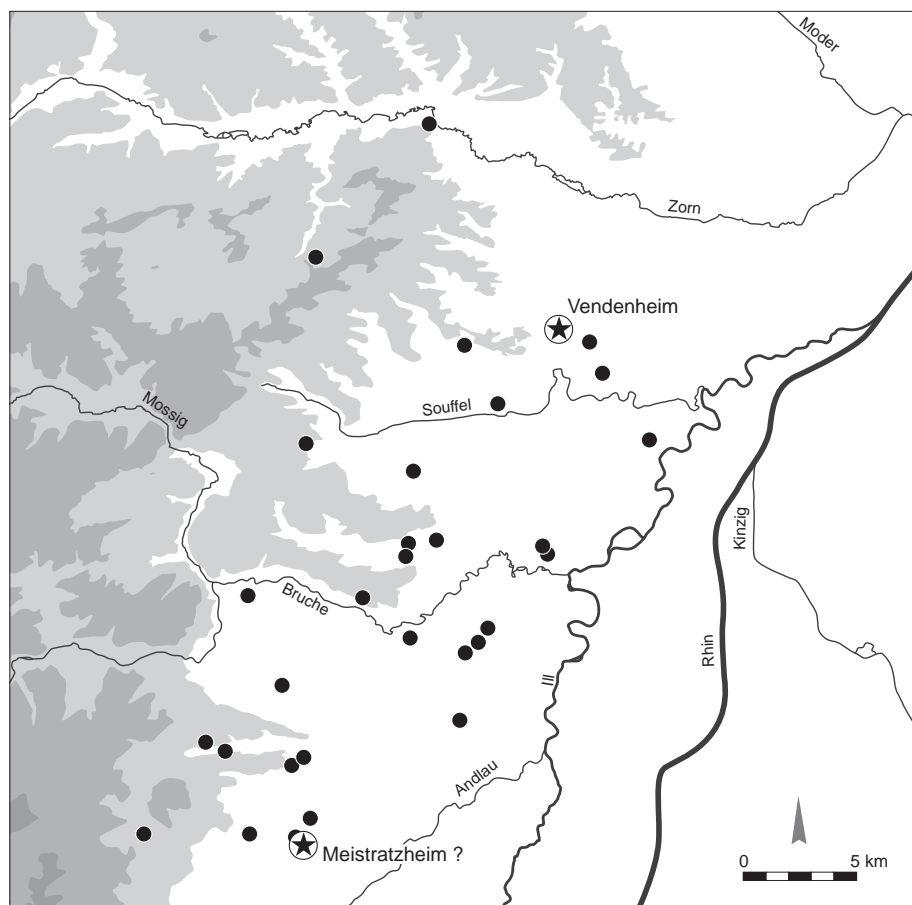 Moder
Zorn
Vendenheim
Mossig
Souffel
Kinzig
Bruche
Rhin
Ill
Andlau
Meistratzheim ?
0 5 km